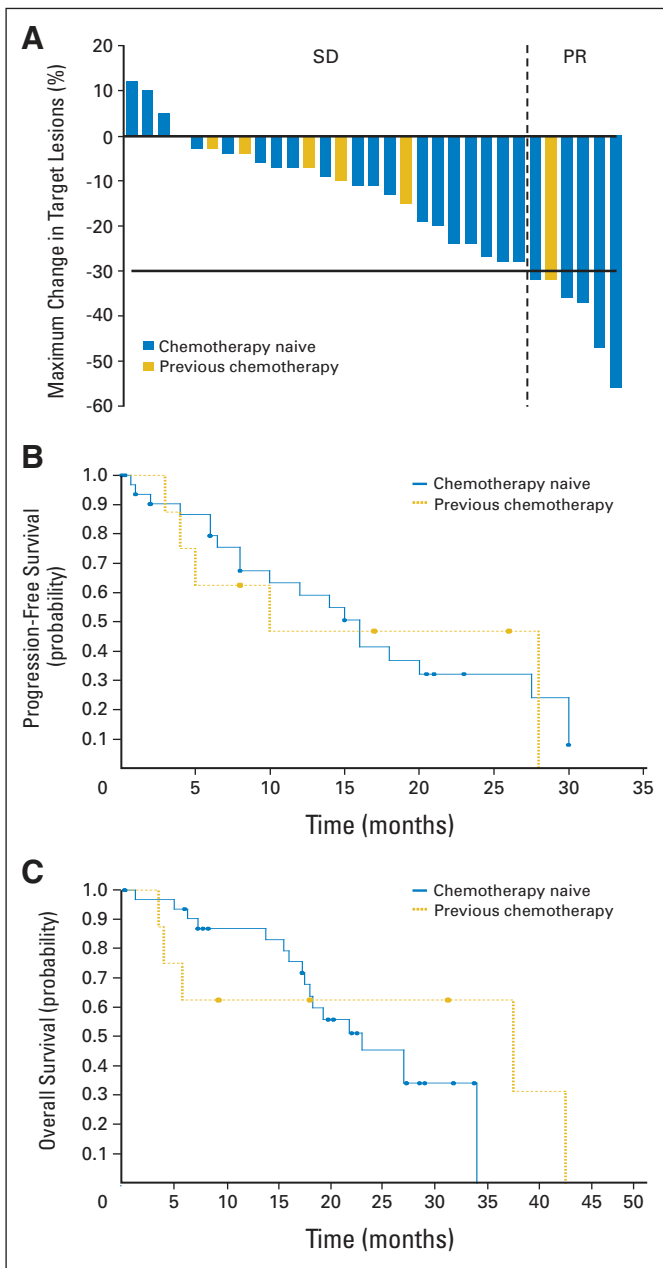 A
Maximum Change in Target Lesions (%)
20
10
0
-10
-20
-30
-40
-50
-60
SD
PR
Chemotherapy naive
Previous chemotherapy
B
Progression-Free Survival
(probability)
1.0
0.9
0.8
0.7
0.6
0.5
0.4
0.3
0.2
0.1
0 5 10 15 20 25 30 35
Time (months)
Chemotherapy naive
Previous chemotherapy
C
Overall Survival (probability)
1.0
0.9
0.8
0.7
0.6
0.5
0.4
0.3
0.2
0.1
0 5 10 15 20 25 30 35 40 45 50
Time (months)
Chemotherapy naive
Previous chemotherapy